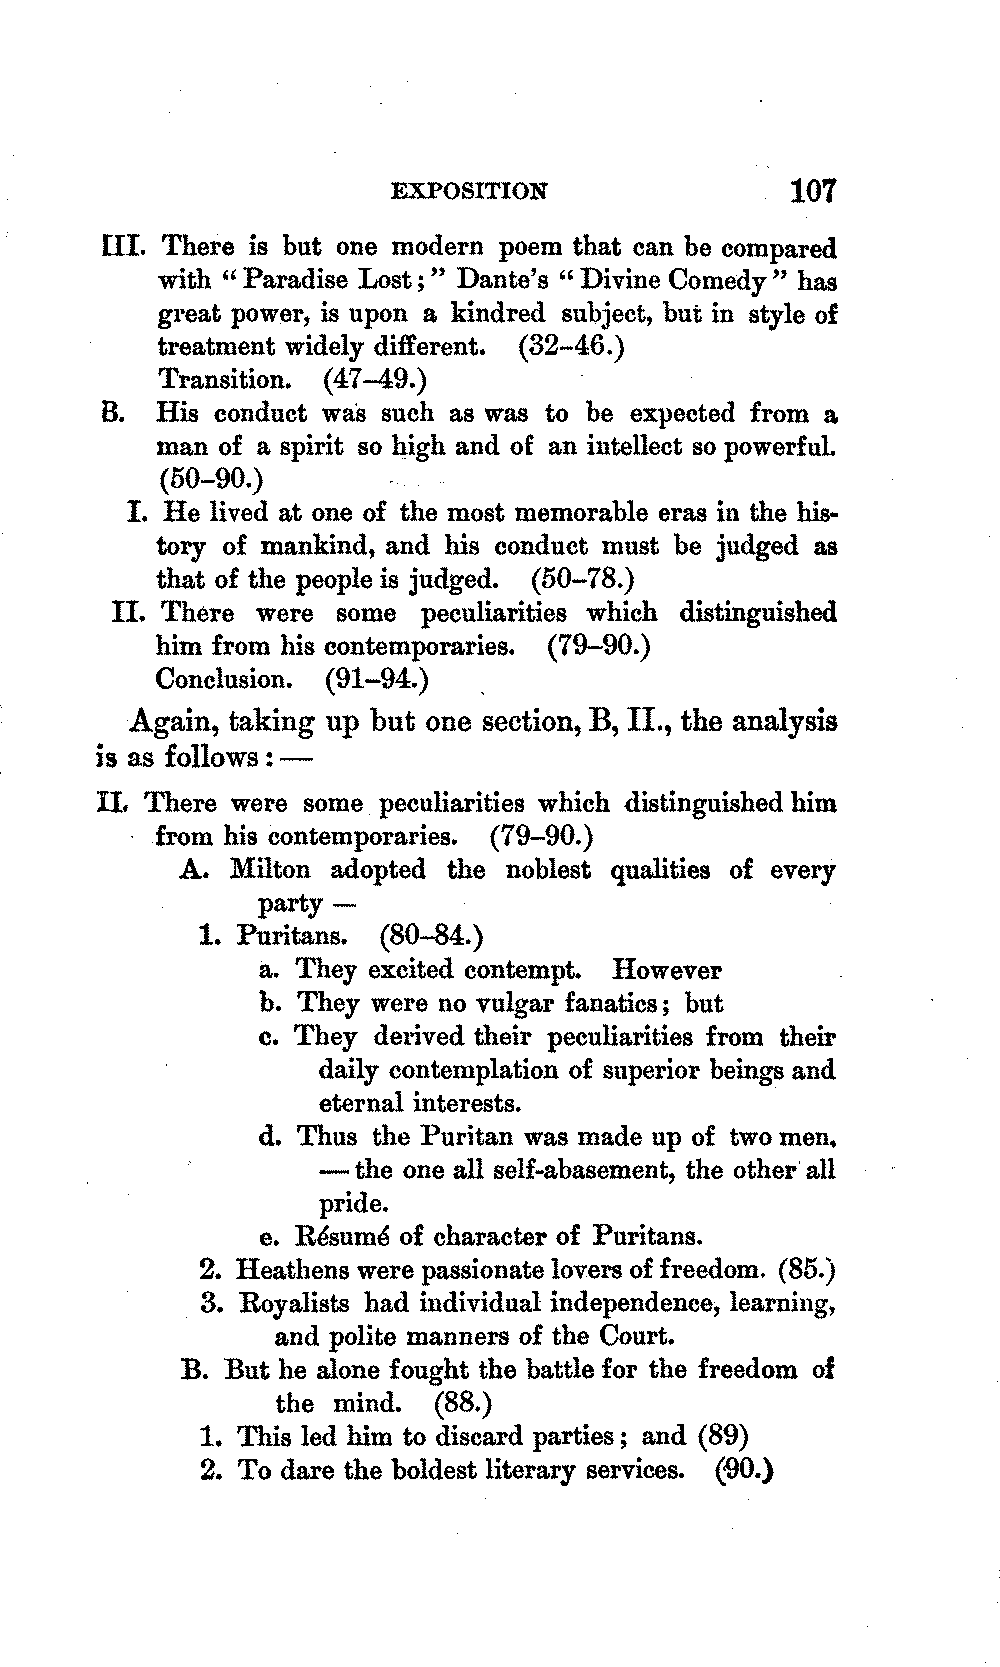 EXPOSITION 107
III. There is but one modern poem that can be compared
with “Paradise Lost;” Dante’s “Divine Comedy” has
great power, is upon a kindred subject, but in style of
treatment widely different. (32–46.)
Transition. (47–49.)
B. His conduct was such as was to be expected from a
man of a spirit so high and of an intellect so powerful.
(50–90.)
I. He lived at one of the most memorable eras in the his-
tory of mankind, and his conduct must be judged as
that of the people is judged. (50–78.)
II. There were some peculiarities which distinguished
him from his contemporaries. (79–90.)
Conclusion. (91–94.)
Again, taking up but one section, B, II., the analysis
is as follows: —
II. There were some peculiarities which distinguished him
from his contemporaries. (79–90.)
A. Milton adopted the noblest qualities of every
party —
1. Puritans. (80–84.)
a. They excited contempt. However
b. They were no vulgar fanatics; but
c. They derived their peculiarities from their
daily contemplation of superior beings and
eternal interests.
d. Thus the Puritan was made up of two men,
— the one all self-abasement, the other all
pride.
e. Résumé of character of Puritans.
2. Heathens were passionate lovers of freedom. (85.)
3. Royalists had individual independence, learning,
and polite manners of the Court.
B. But he alone fought the battle for the freedom of
the mind. (88.)
1. This led him to discard parties; and (89)
2. To dare the boldest literary services. (90.)